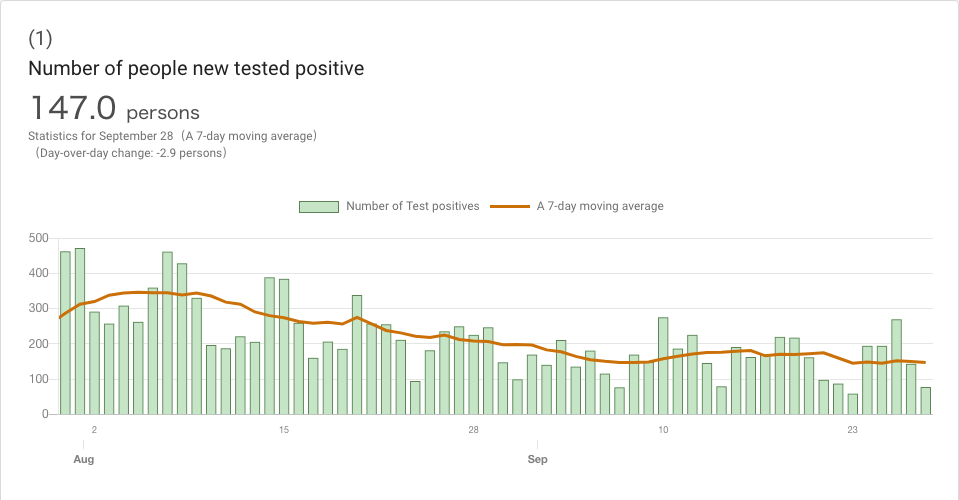 (1)
Number of people new tested positive
147.0 persons
Statistics for September 28（A 7-day moving average）
（Day-over-day change: -2.9 persons）
Number of Test positives A 7-day moving average
500
400
300
200
100
0
2 15 28 10 23
Aug Sep